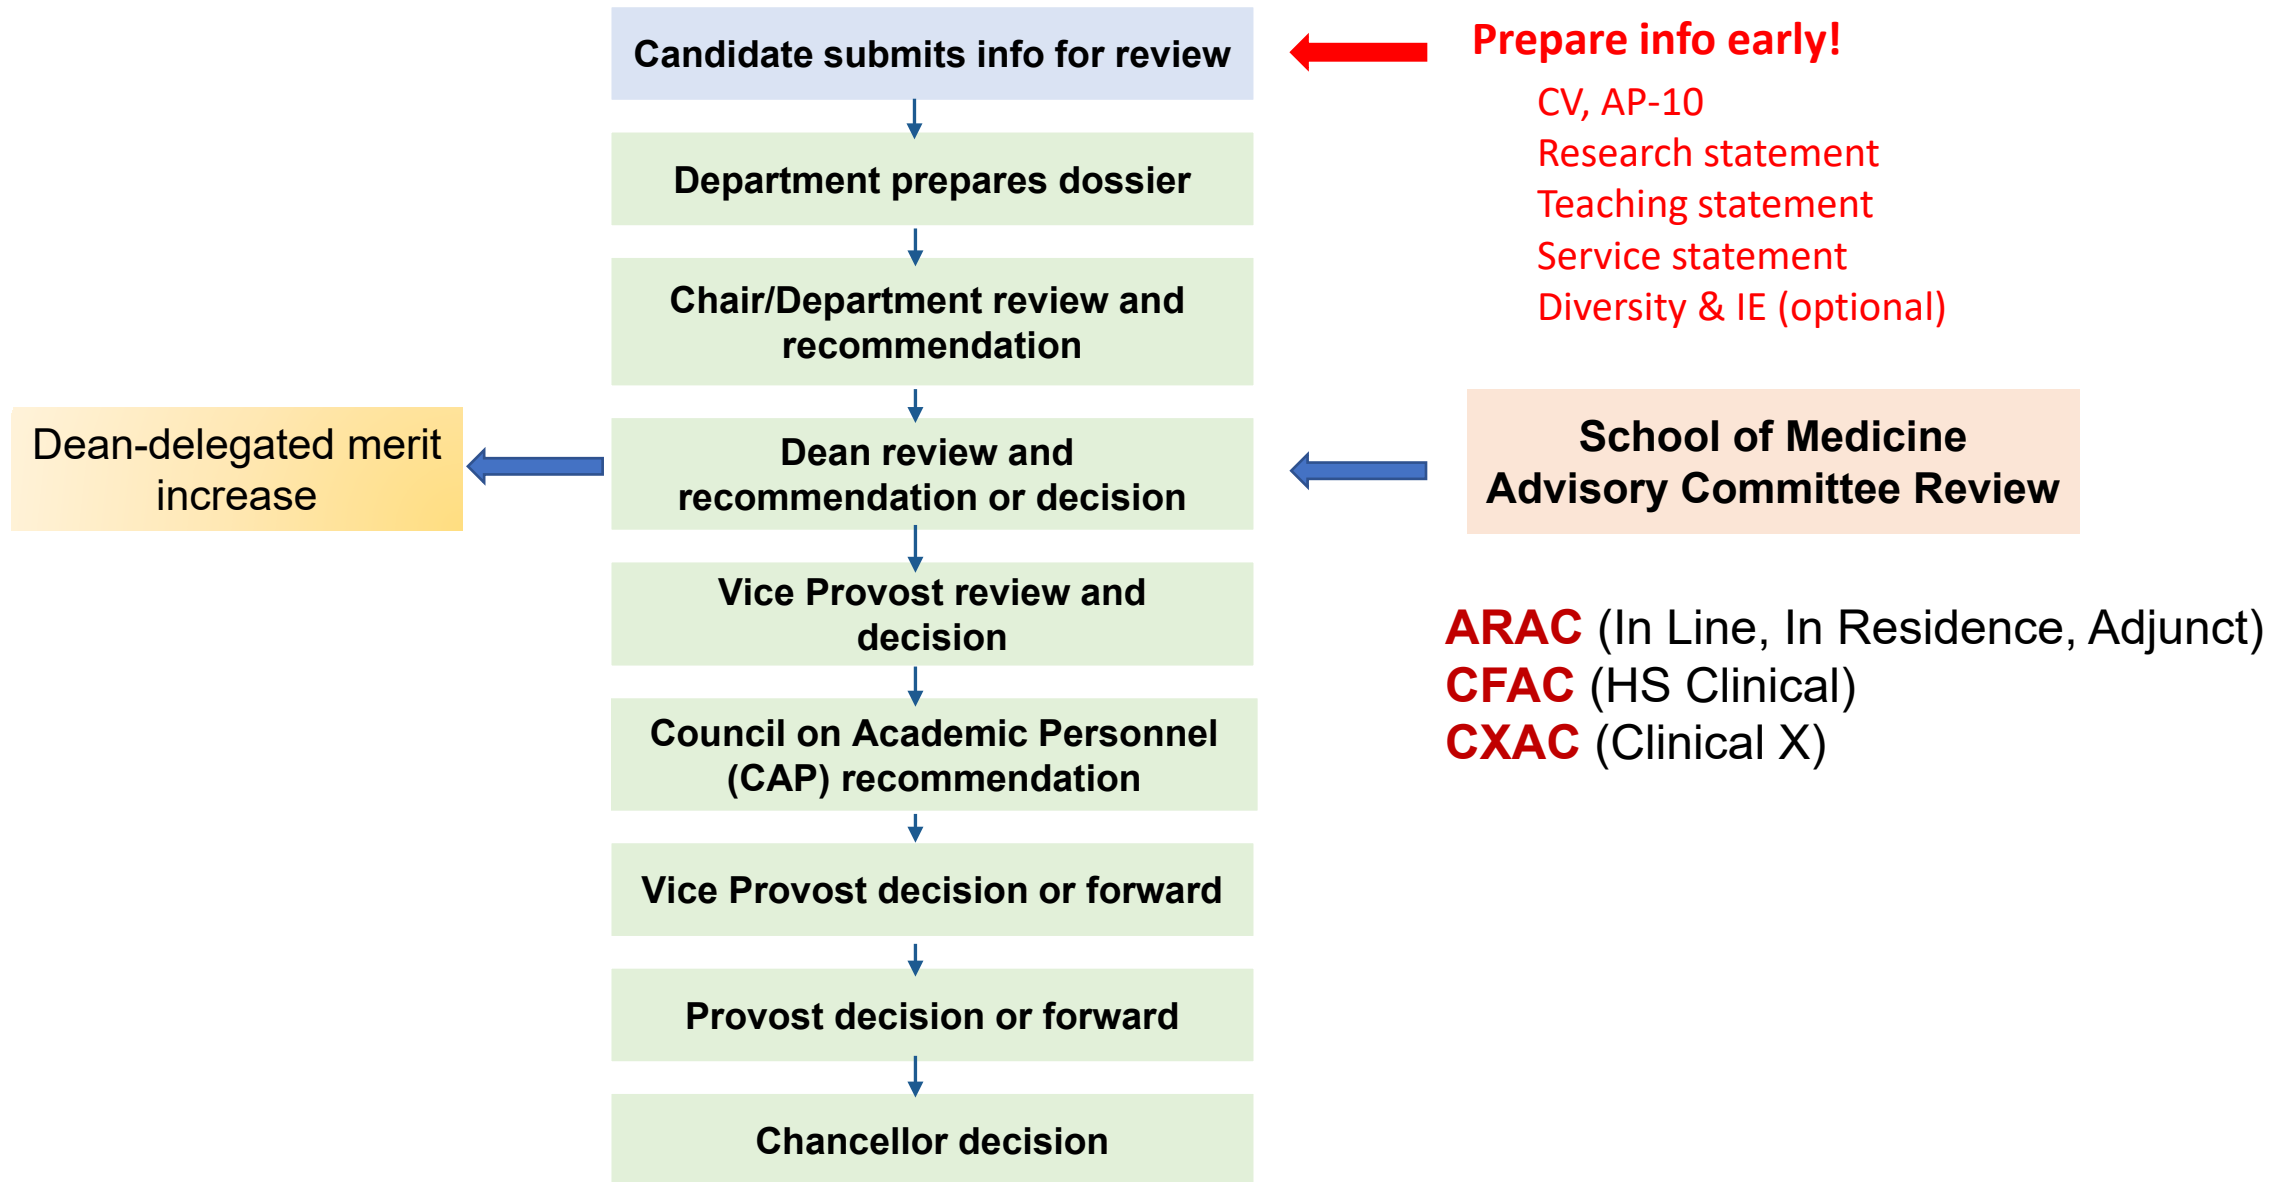 Candidate submits info for review
Prepare info early!
CV, AP-10
Research statement
Teaching statement
Service statement
Diversity & IE (optional)
Department prepares dossier
Chair/Department review and
recommendation
Dean-delegated merit
increase
Dean review and
recommendation or decision
School of Medicine
Advisory Committee Review
Vice Provost review and
decision
ARAC (In Line, In Residence, Adjunct)
CFAC (HS Clinical)
CXAC (Clinical X)
Council on Academic Personnel
(CAP) recommendation
Vice Provost decision or forward
Provost decision or forward
Chancellor decision